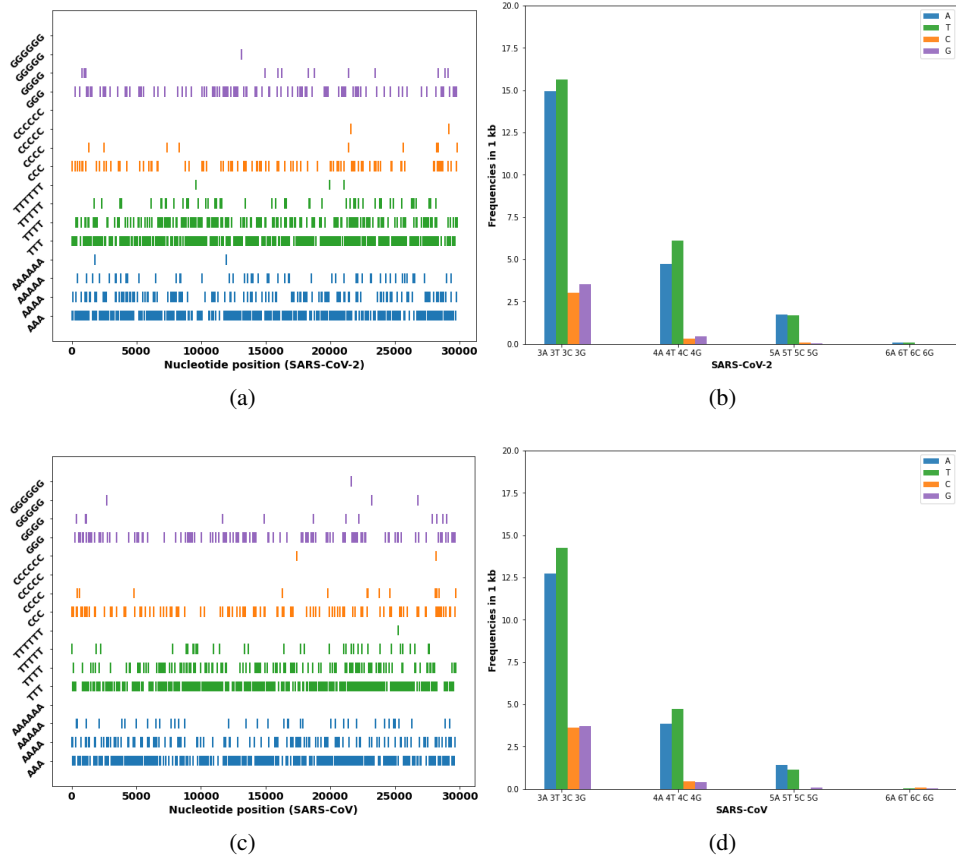 GGGGGG
GGGGG
GGGG
GGG
CCCCCC
CCCCC
CCCC
CCC
TTTTTT
TTTTT
TTTT
TTT
AAAAAA
AAAAA
AAAA
AAA
0 5000 10000 15000 20000 25000 30000
Nucleotide position (SARS-CoV-2)
(a)
20.0
17.5
15.0
12.5
10.0
7.5
5.0
2.5
0.0
Frequencies in 1 kb
A
T
C
G
3A 3T 3C 3G 4A 4T 4C 4G 5A 5T 5C 5G 6A 6T 6C 6G
SARS-CoV-2
(b)
GGGGGG
GGGGG
GGGG
GGG
CCCCCC
CCCCC
CCCC
CCC
TTTTTT
TTTTT
TTTT
TTT
AAAAAA
AAAAA
AAAA
AAA
0 5000 10000 15000 20000 25000 30000
Nucleotide position (SARS-CoV)
(c)
20.0
17.5
15.0
12.5
10.0
7.5
5.0
2.5
0.0
Frequencies in 1 kb
A
T
C
G
3A 3T 3C 3G 4A 4T 4C 4G 5A 5T 5C 5G 6A 6T 6C 6G
SARS-CoV
(d)